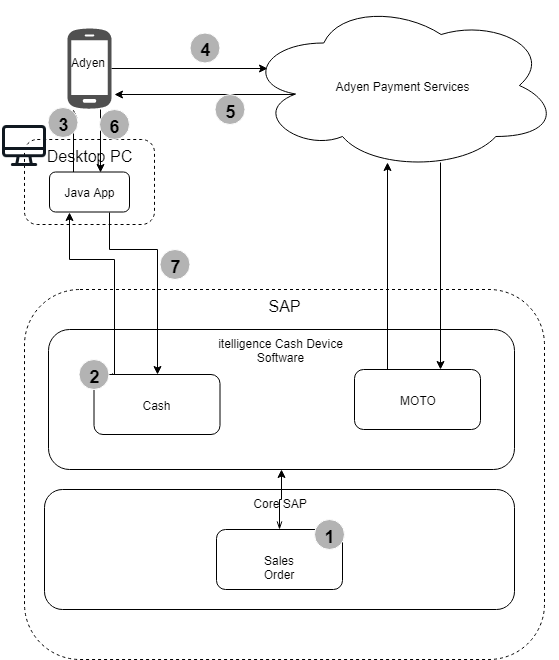 Adyen
4
Adyen Payment Services
5
3
6
Desktop PC
Java App
7
SAP
itelligence Cash Device
Software
2
Cash
MOTO
Core SAP
1
Sales
Order